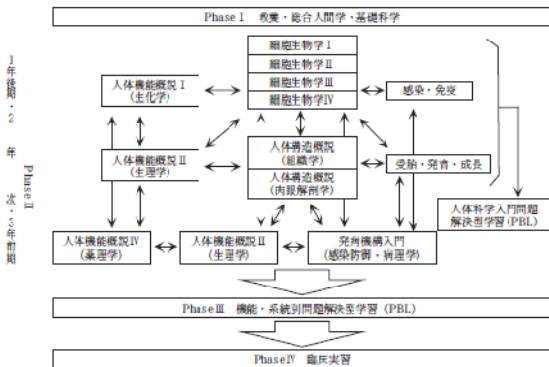 Phase I 教養・総合人間学・基礎科学
1年後期・2年次・3年前期
Phase II
細胞生物学 I
細胞生物学 II
細胞生物学 III
細胞生物学 IV
人体機能概説 I
(生化学)
感染・免疫
人体機能概説 II
(生理学)
人体構造概説
(組織学)
人体構造概説
(肉眼解剖学)
受胎・発育・成長
人体科学入門問題
解決型学習(PBL)
人体機能概説IV
(薬理学)
人体機能概説 II
(生理学)
発病機構入門
(感染防御・病理学)
Phase III 機能・系統別問題解決型学習 (PBL)
Phase IV 臨床実習